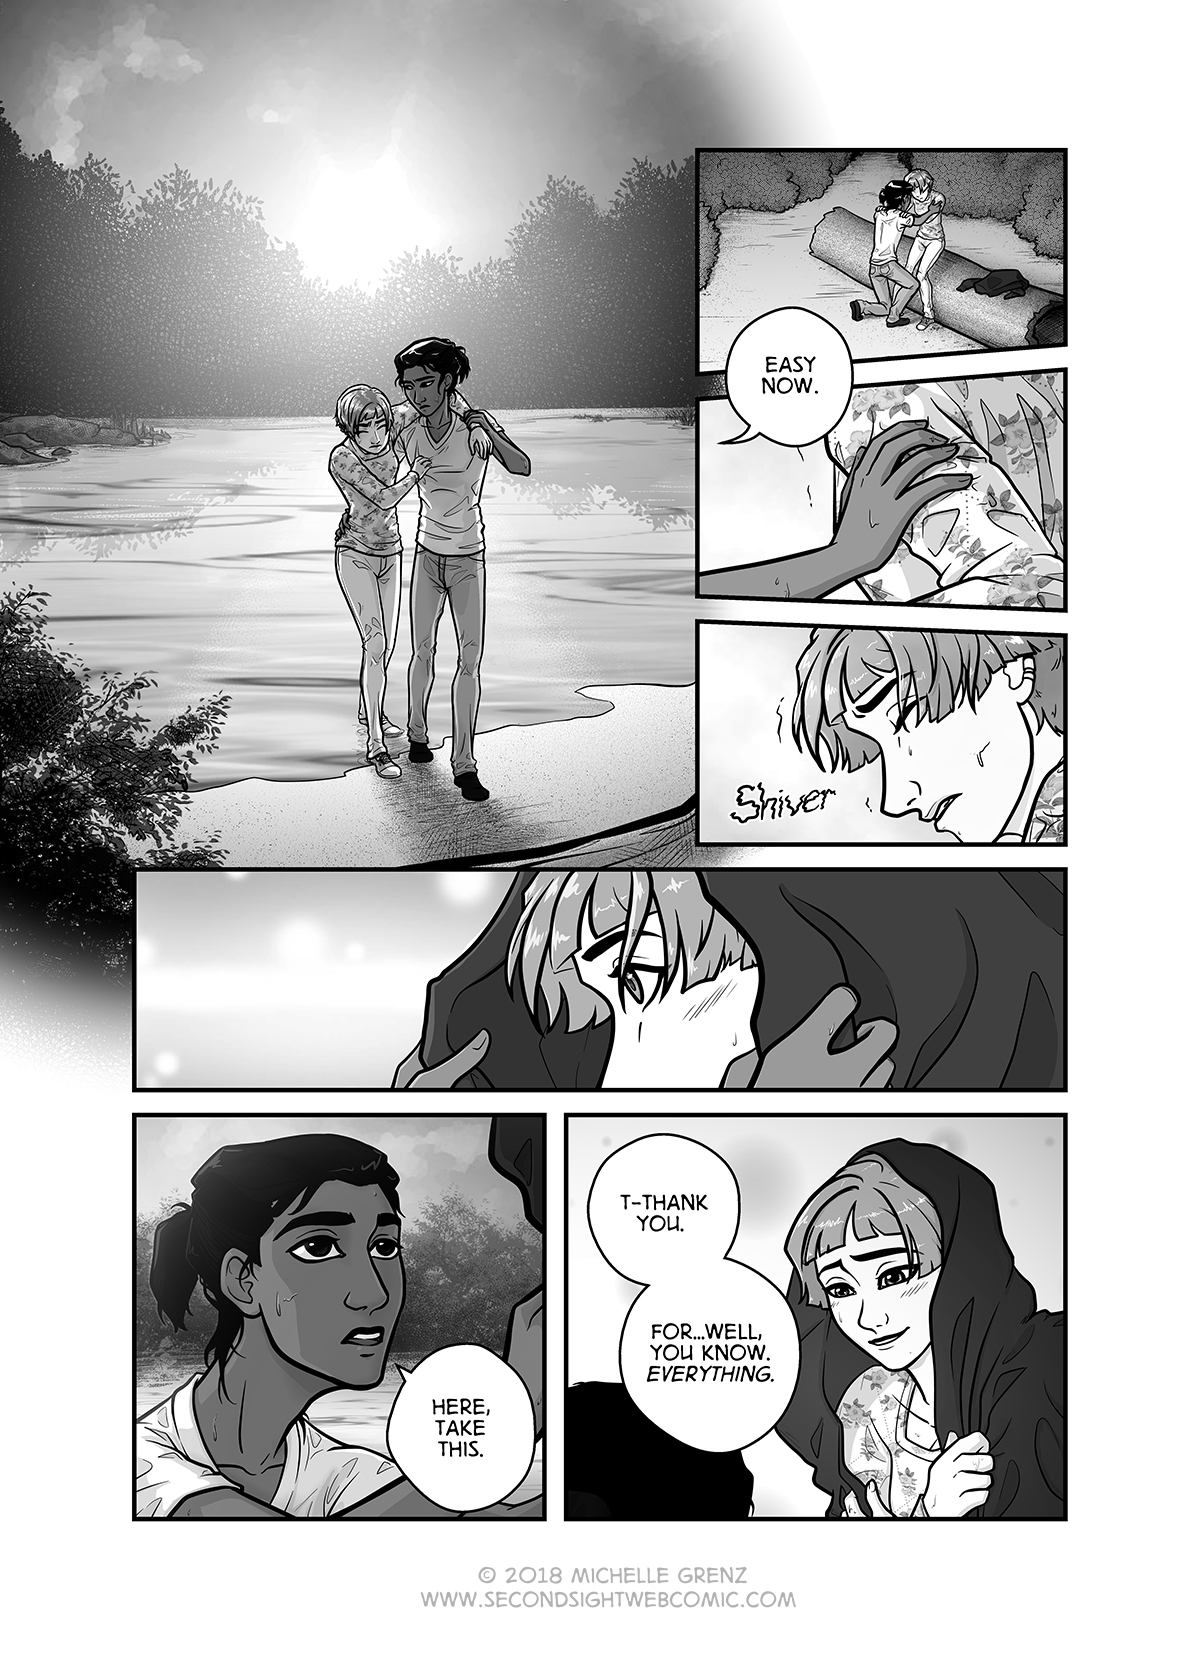 EASY
NOW.
Shiver
HERE,
TAKE
THIS.
T-THANK
YOU.
FOR...WELL,
YOU KNOW.
EVERYTHING.
© 2018 MICHELLE GRENZ
WWW.SECONDSIGHTWEBCOMIC.COM